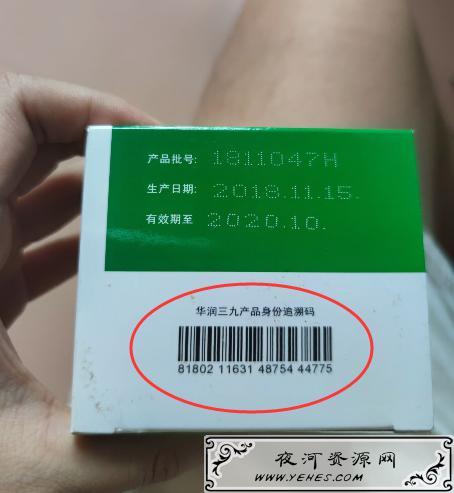 产品批号: 1811047H
生产日期: 2018.11.15.
有效期至 2020.10.
华润三九产品身份追溯码
81802 11631 48754 44775
夜河资源网
www.YEHES.com